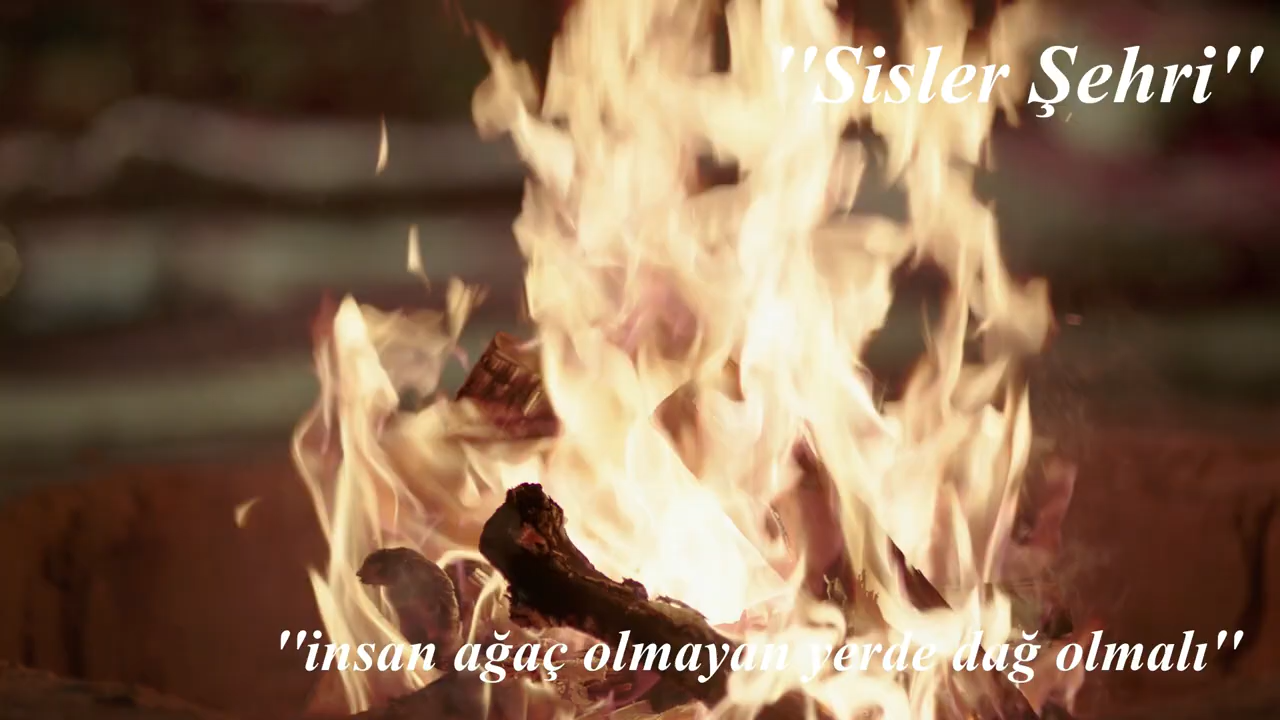 "Sisler Şehri"
"insan ağaç olmayan yerde dağ olmalı"